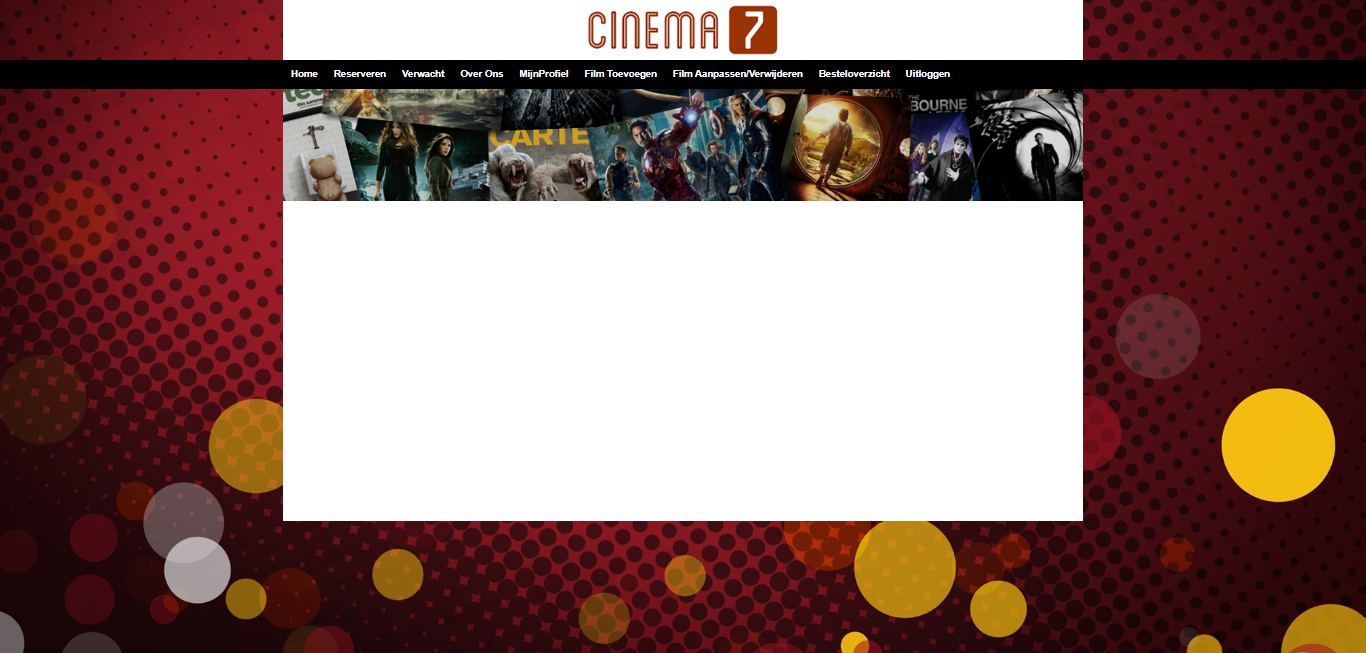 CINEMA 7
Home Reserveren Verwacht Over Ons MijnProfiel Film Toevoegen Film Aanpassen/Verwijderen Besteloverzicht Uitloggen
THE
BOURNE
CARTE